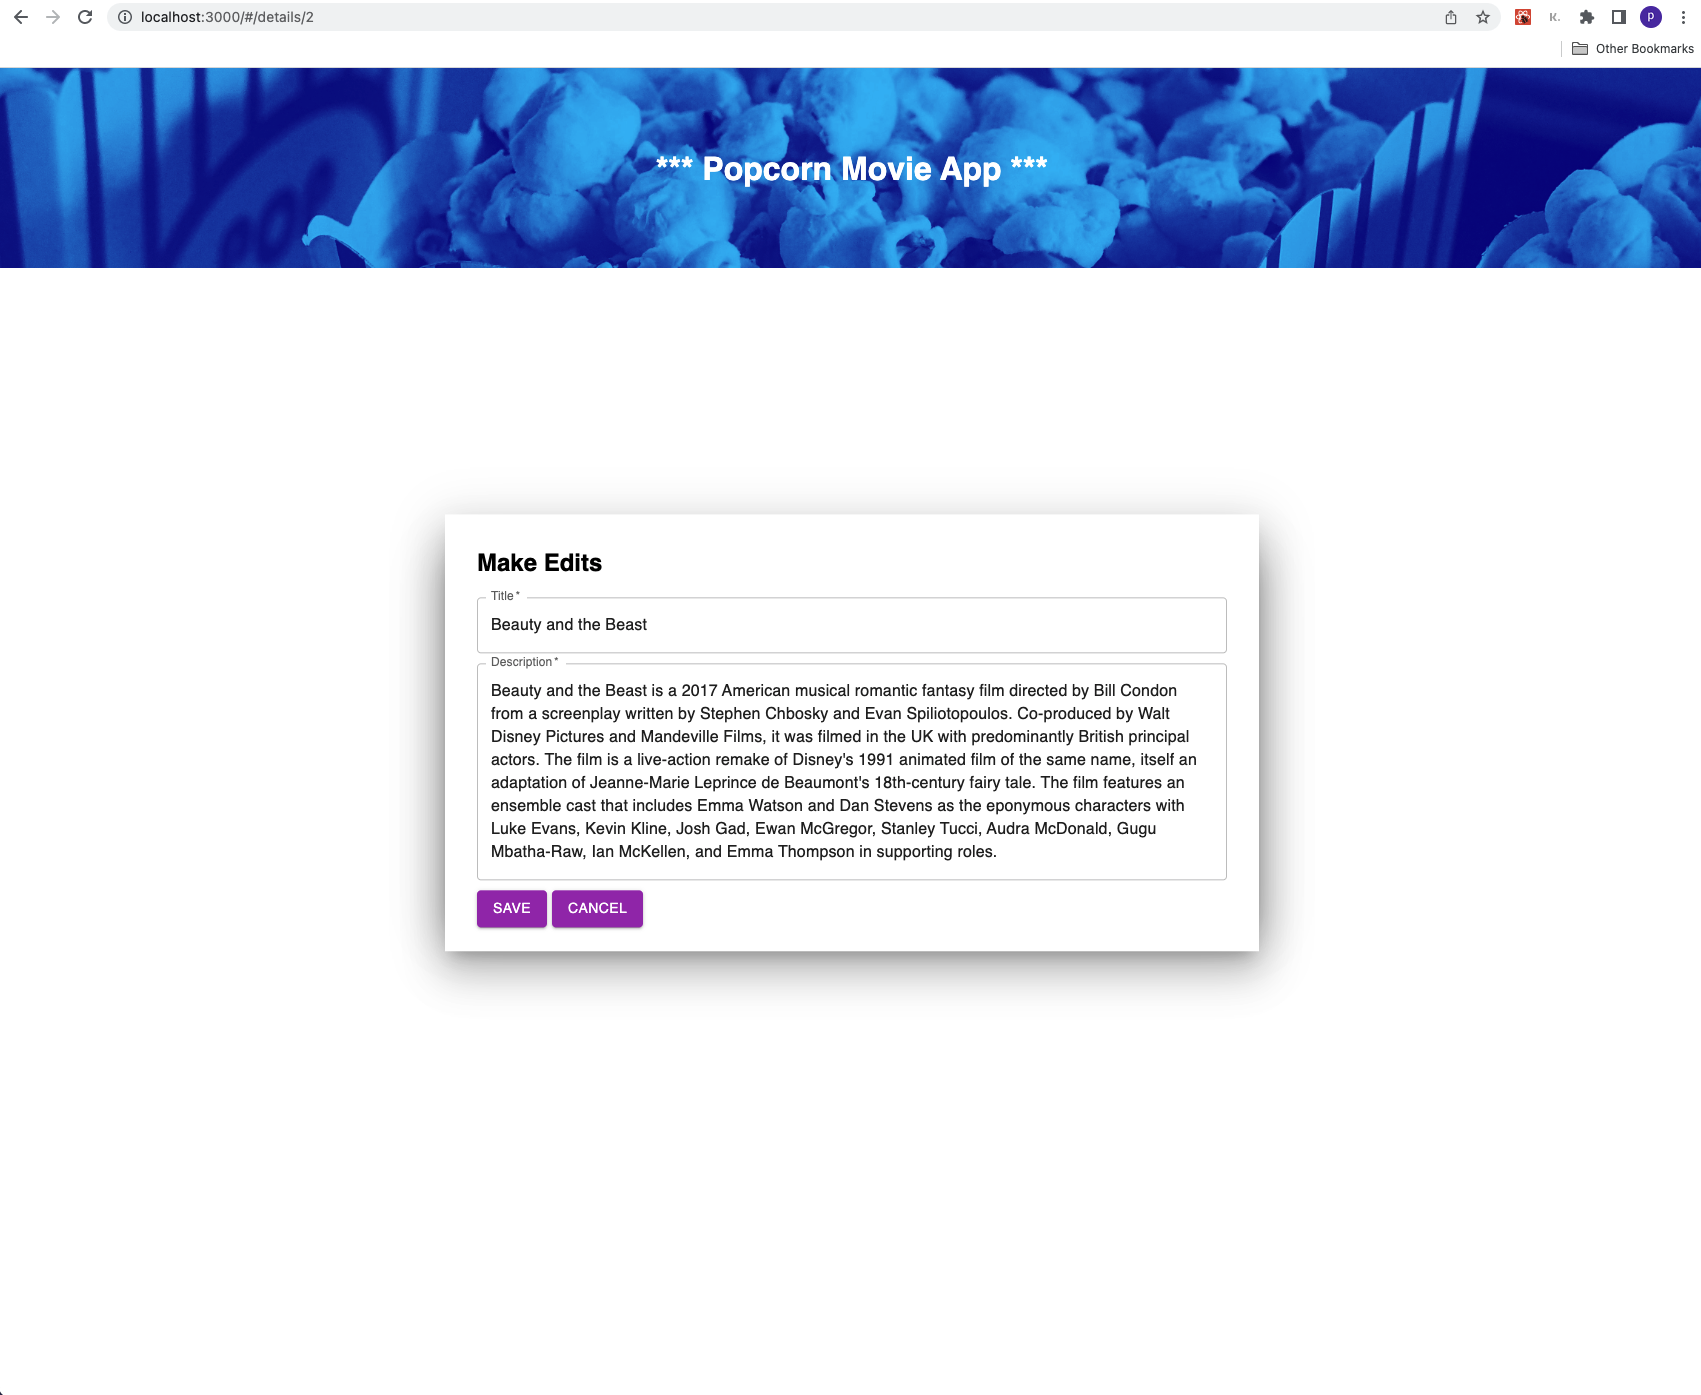 localhost:3000/#/details/2
K.
p
Other Bookmarks
*** Popcorn Movie App ***
Make Edits
Title *
Beauty and the Beast
Description *
Beauty and the Beast is a 2017 American musical romantic fantasy film directed by Bill Condon
from a screenplay written by Stephen Chbosky and Evan Spiliotopoulos. Co-produced by Walt
Disney Pictures and Mandeville Films, it was filmed in the UK with predominantly British principal
actors. The film is a live-action remake of Disney's 1991 animated film of the same name, itself an
adaptation of Jeanne-Marie Leprince de Beaumont's 18th-century fairy tale. The film features an
ensemble cast that includes Emma Watson and Dan Stevens as the eponymous characters with
Luke Evans, Kevin Kline, Josh Gad, Ewan McGregor, Stanley Tucci, Audra McDonald, Gugu
Mbatha-Raw, Ian McKellen, and Emma Thompson in supporting roles.
SAVE CANCEL